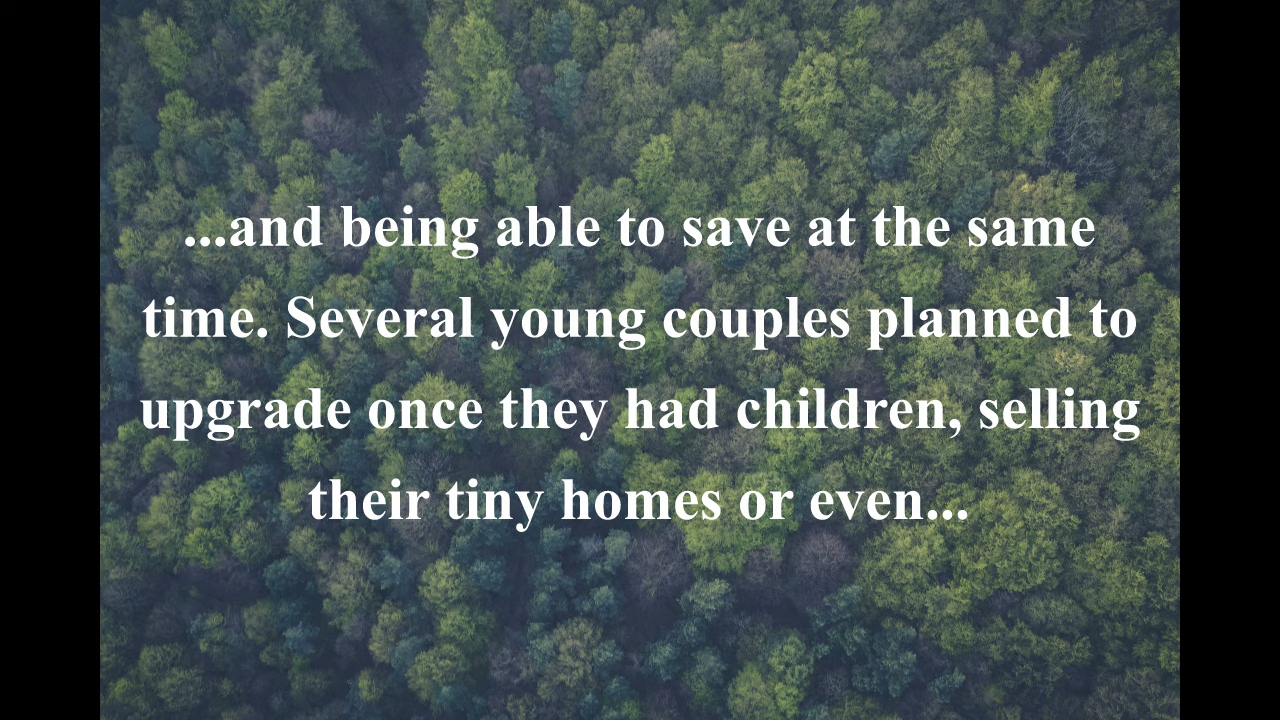 ...and being able to save at the same
time. Several young couples planned to
upgrade once they had children, selling
their tiny homes or even...